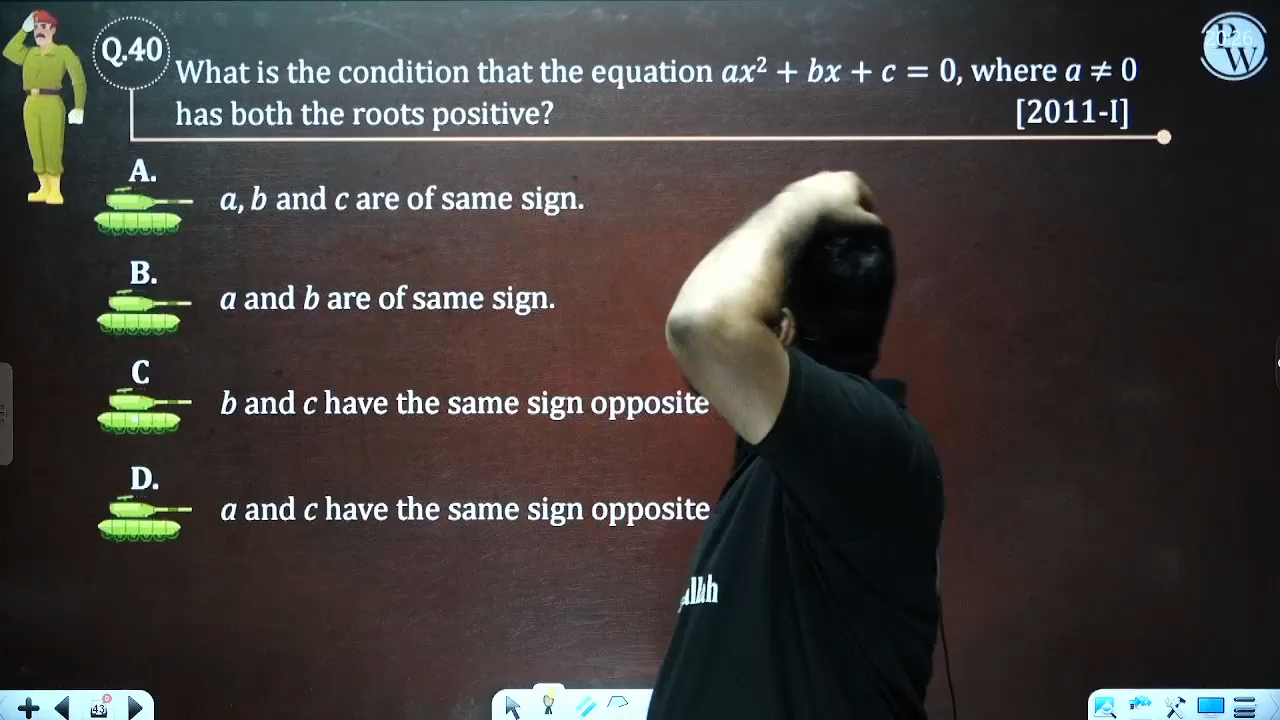 Q.40
What is the condition that the equation ax² + bx + c = 0, where a ≠ 0
has both the roots positive? [2011-I]
A.
a, b and c are of same sign.
B.
a and b are of same sign.
C
b and c have the same sign opposite
D.
a and c have the same sign opposite
43